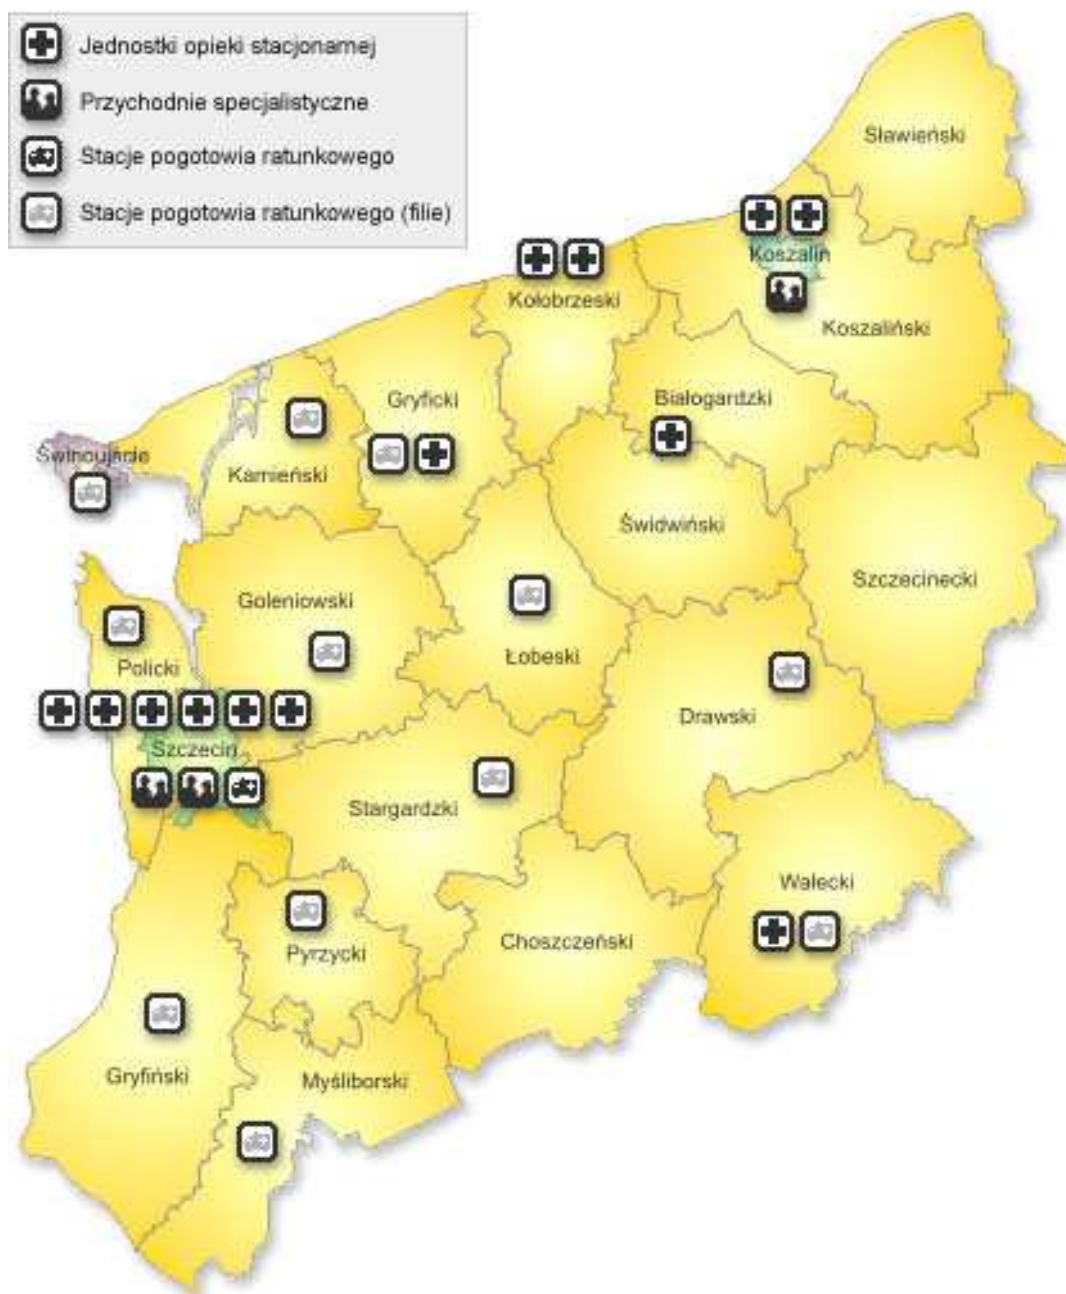 Jednostki opieki stacjonarnej
Przychodnie specjalistyczne
Stacje pogotowia ratunkowego
Stacje pogotowia ratunkowego (filie)
Sławieński
Koszalin
Kołobrzeski
Koszaliński
Gryficki
Białogardzki
Świnoujście
Kamieński
Świdwiński
Szczecinecki
Goleniowski
Łobeski
Policki
Drawski
Szczecin
Stargardzki
Wałecki
Choszczeński
Pyrzycki
Gryfiński
Myśliborski